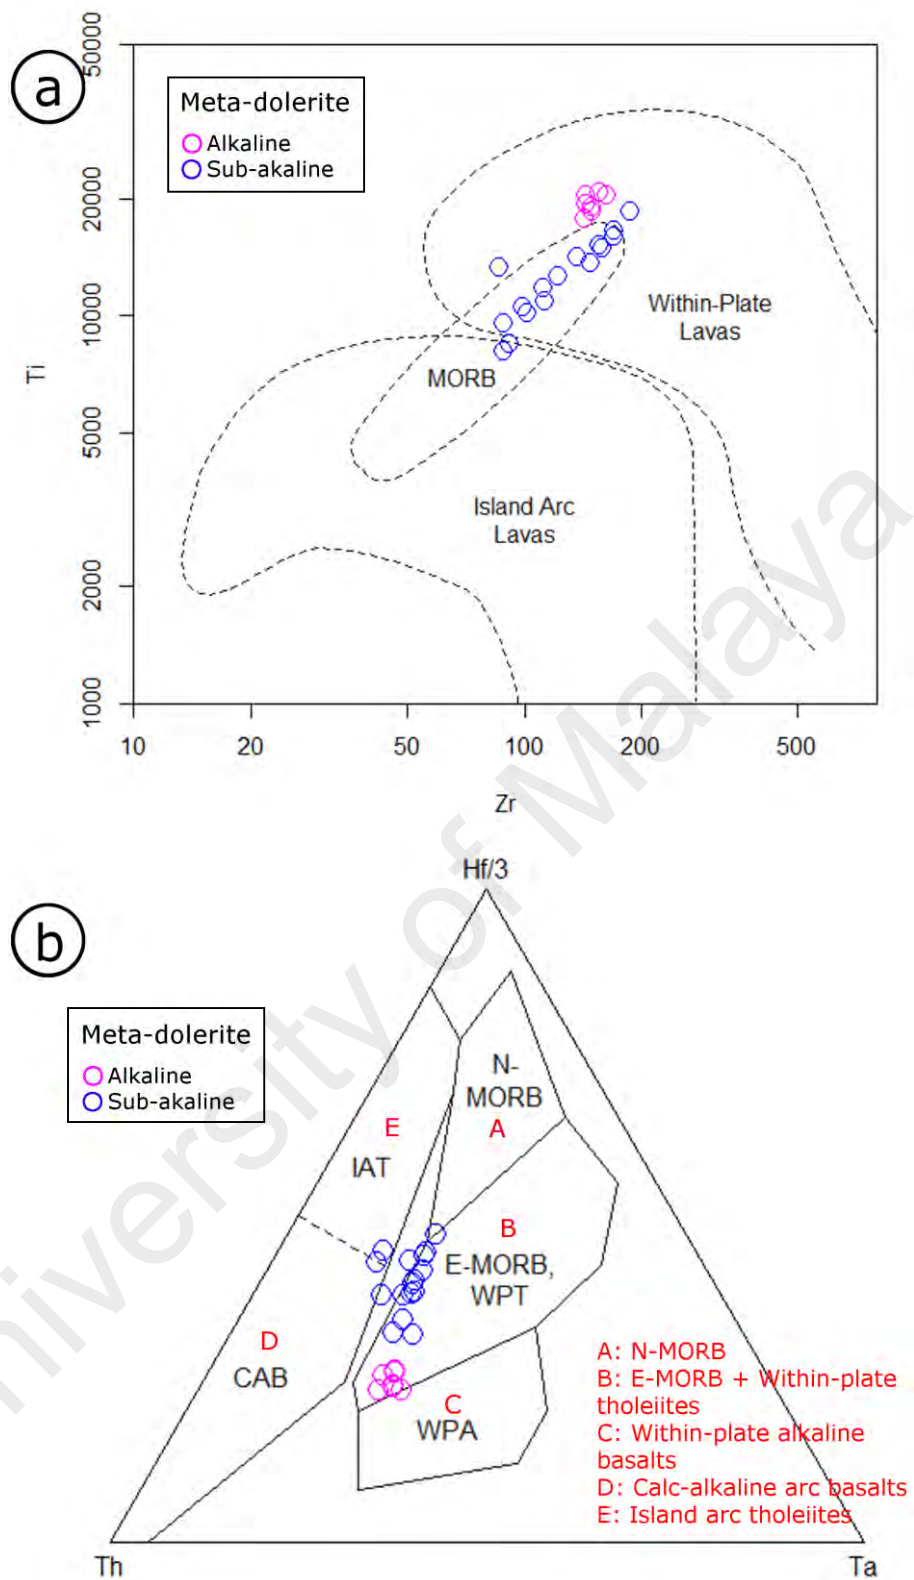 a
Meta-dolerite
Alkaline
Sub-akaline
50000
20000
10000
5000
2000
1000
Ti
Within-Plate
Lavas
MORB
Island Arc
Lavas
10 20 50 100 200 500
Zr
University of Malaya
b
Hf/3
Meta-dolerite
Alkaline
Sub-akaline
N-
MORB
A
E
IAT
B
E-MORB,
WPT
D
CAB
C
WPA
A: N-MORB
B: E-MORB + Within-plate
tholeiites
C: Within-plate alkaline
basalts
D: Calc-alkaline arc basalts
E: Island arc tholeiites
Th Ta